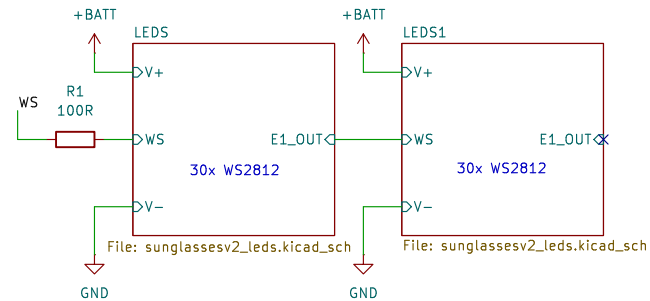 +BATT
+BATT
LEDS
LEDS1
V+
V+
R1
WS
100R
WS
E1_OUT
WS
E1_OUT
30x WS2812
30x WS2812
V-
V-
File: sunglassesv2_leds.kicad_sch
File: sunglassesv2_leds.kicad_sch
GND
GND